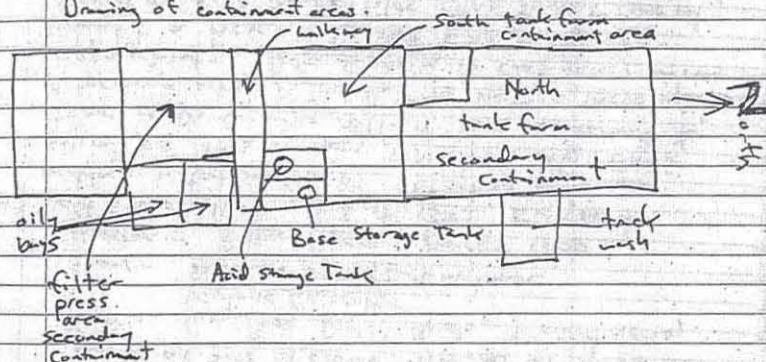 Drawing of containment areas.
walkway
South tank farm
containment area
North
tank farm
secondary
containment
oily
bays
Base Storage Tank
truck
wash
Acid Storage Tank
filter
press
area
secondary
containment